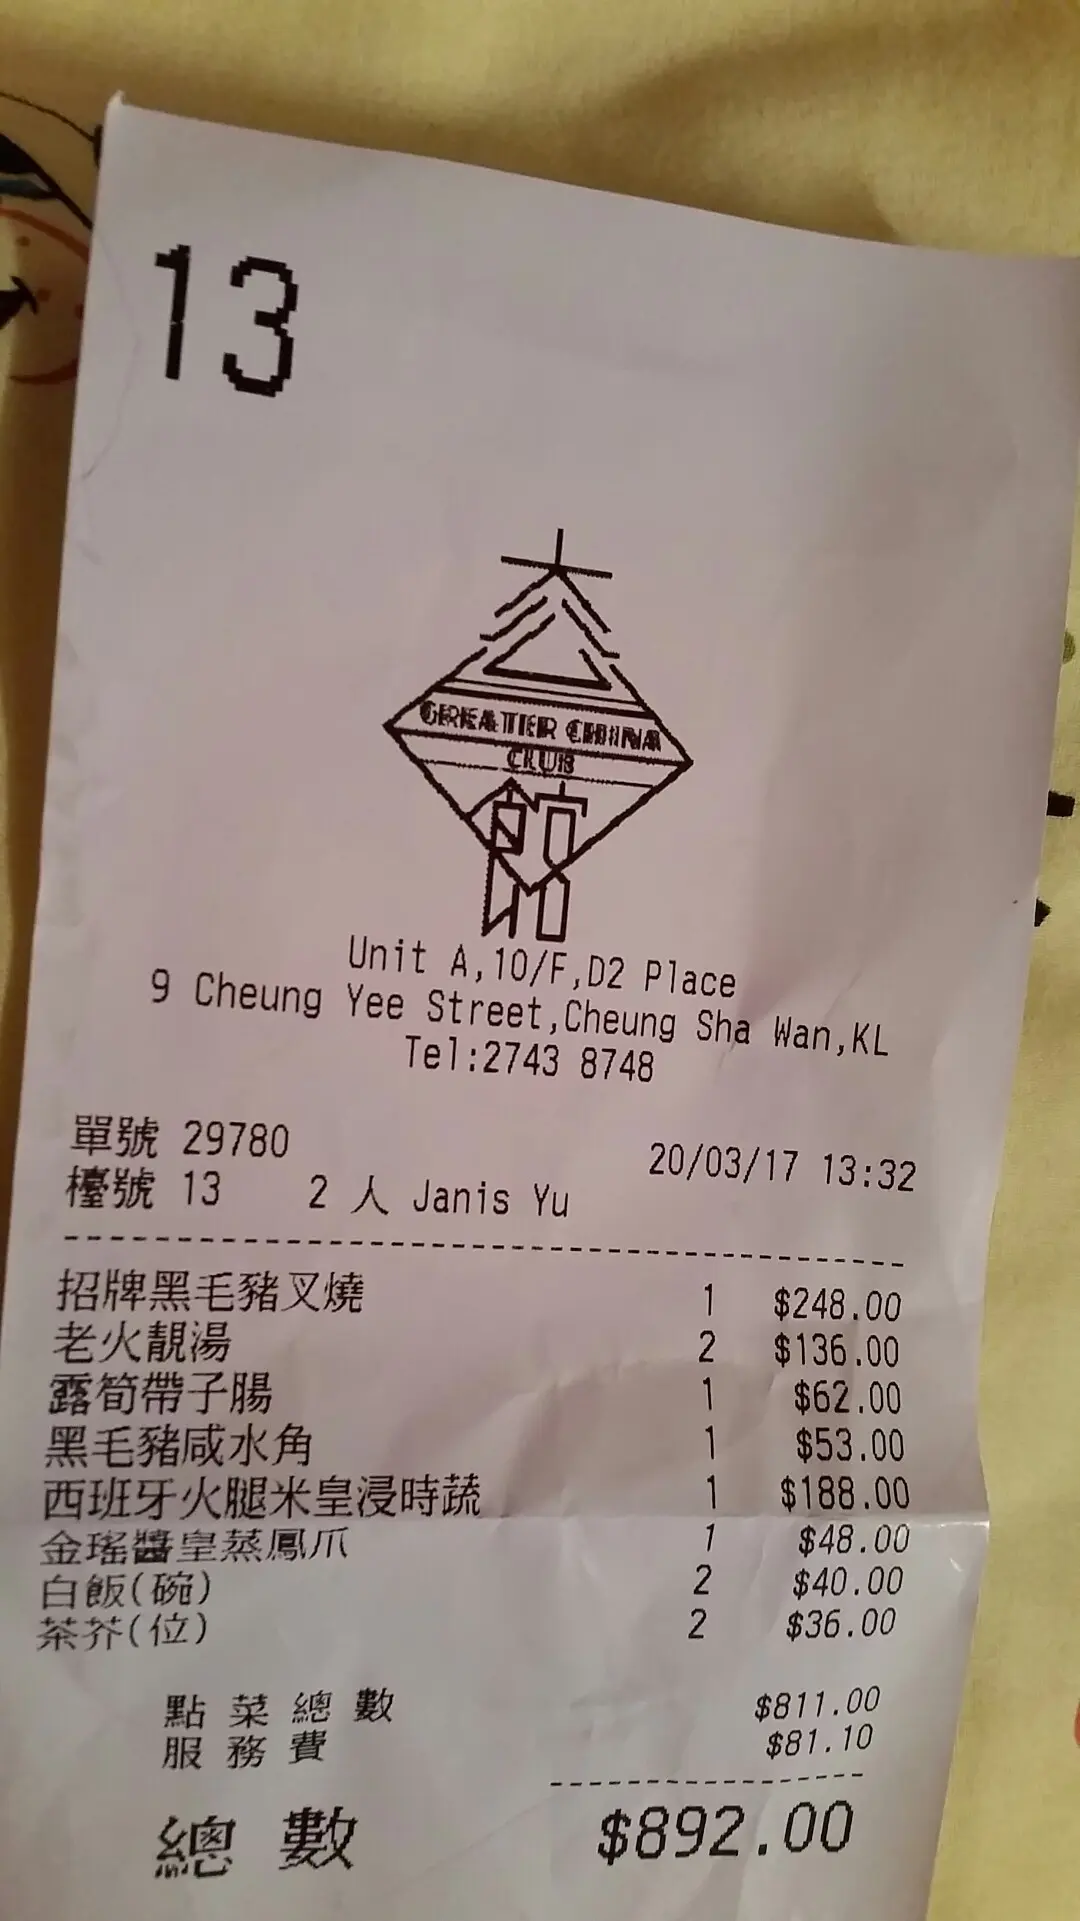 13
大
GREATER CHINA
CLUB
館
Unit A,10/F,D2 Place
9 Cheung Yee Street,Cheung Sha Wan,KL
Tel:2743 8748
單號 29780 20/03/17 13:32
檯號 13 2 人 Janis Yu
招牌黑毛豬叉燒 1 $248.00
老火靚湯 2 $136.00
露筍帶子腸 1 $62.00
黑毛豬咸水角 1 $53.00
西班牙火腿米皇浸時蔬 1 $188.00
金瑤醬皇蒸鳳爪 1 $48.00
白飯(碗) 2 $40.00
茶芥(位) 2 $36.00
點菜總數 $811.00
服務費 $81.10
總數 $892.00